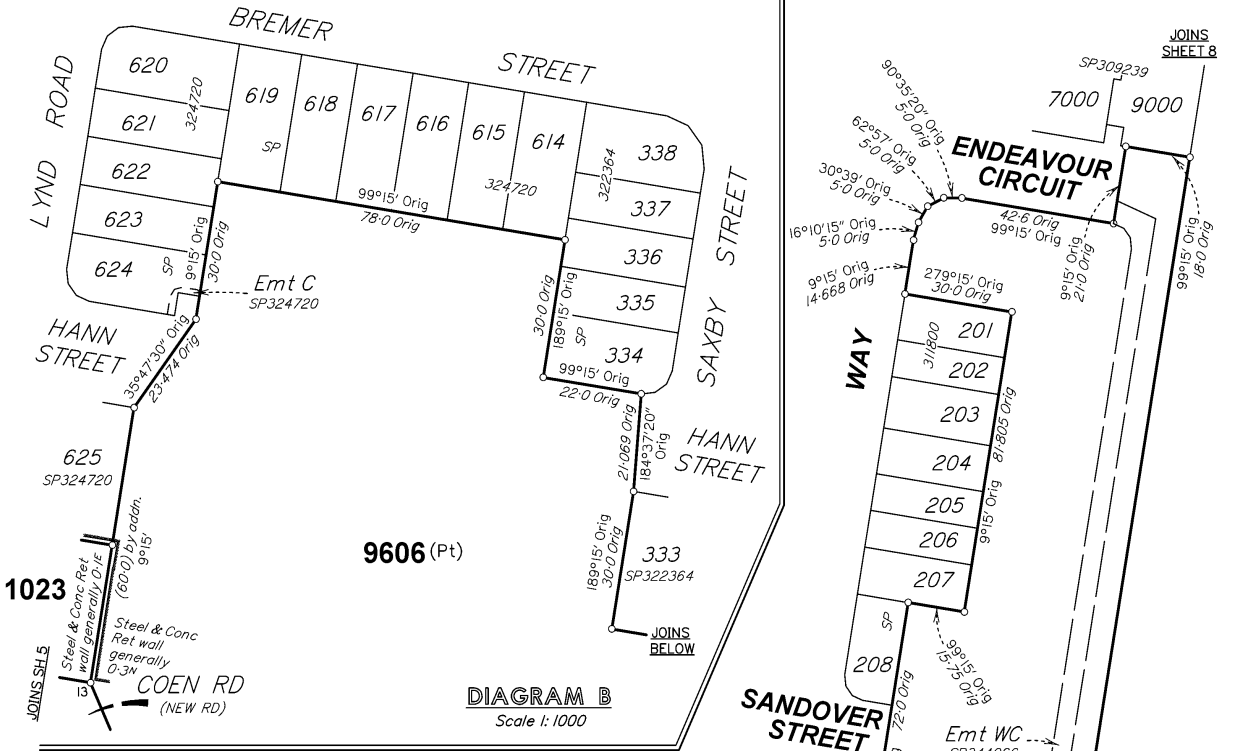 BREMER
STREET
LYND ROAD
620
621
622
623
624
324720
SP
619
618
617
616
615
614
SP
324720
322364
338
337
336
335
334
SP
SAXBY STREET
99°15' Orig
78·0 Orig
9°15' Orig
30·0 Orig
Emt C
SP324720
HANN
STREET
35°47'30" Orig
23·474 Orig
30·0 Orig
189°15' Orig
99°15' Orig
22·0 Orig
21·069 Orig
184°37'20"
Orig
HANN
STREET
625
SP324720
(60·0) by addn.
9°15'
9606 (Pt)
1023
Steel & Conc Ret
wall generally 0·1E
Steel & Conc
Ret wall
generally
0·3N
JOINS SH 5
13
COEN RD
(NEW RD)
189°15' Orig
30·0 Orig
333
SP322364
JOINS
BELOW
DIAGRAM B
Scale 1: 1000
JOINS
SHEET 8
SP309239
7000
9000
ENDEAVOUR
CIRCUIT
90°35'20" Orig
5·0 Orig
62°57' Orig
5·0 Orig
30°39' Orig
5·0 Orig
16°10'15" Orig
5·0 Orig
9°15' Orig
14·668 Orig
42·6 Orig
99°15' Orig
9°15' Orig
21·0 Orig
99°15' Orig
18·0 Orig
279°15' Orig
30·0 Orig
WAY
311800
201
202
203
204
205
206
207
81·805 Orig
9°15' Orig
SP
208
99°15' Orig
15·75 Orig
72·0 Orig
SANDOVER
STREET
Emt WC